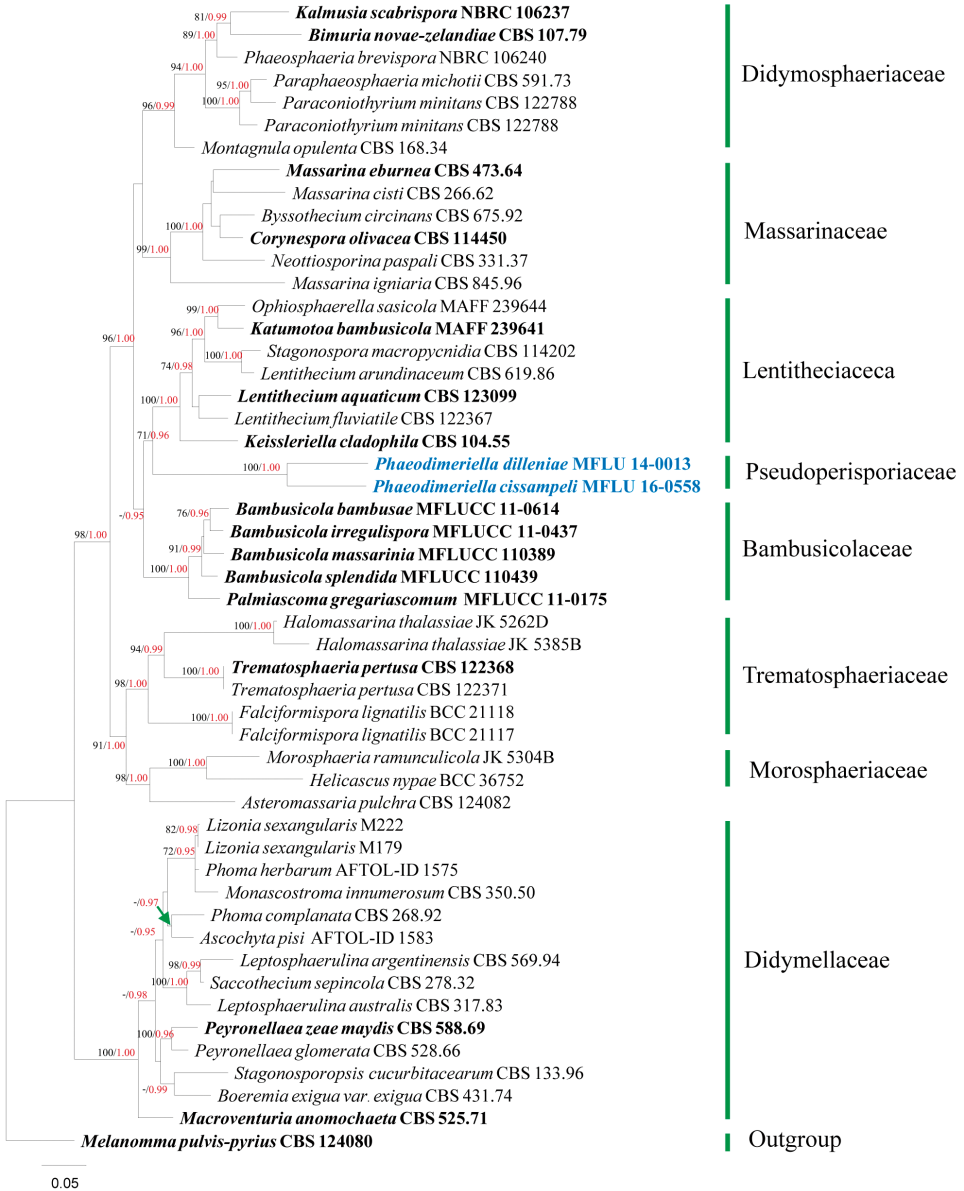 81/0.99
Kalmusia scabrispora NBRC 106237
89/1.00
Bimuria novae-zelandiae CBS 107.79
Phaeosphaeria brevispora NBRC 106240
94/1.00
Didymosphaeriaceae
95/1.00
Paraphaeosphaeria michotii CBS 591.73
100/1.00
Paraconiothyrium minitans CBS 122788
96/0.99
Paraconiothyrium minitans CBS 122788
Montagnula opulenta CBS 168.34
Massarina eburnea CBS 473.64
Massarina cisti CBS 266.62
Byssothecium circinans CBS 675.92
100/1.00
Massarinaceae
Corynespora olivacea CBS 114450
99/1.00
Neottiosporina paspali CBS 331.37
Massarina igniaria CBS 845.96
99/1.00
Ophiosphaerella sasicola MAFF 239644
96/1.00
Katumotoa bambusicola MAFF 239641
96/1.00
100/1.00
Stagonospora macropycnidia CBS 114202
74/0.98
Lentithecium arundinaceum CBS 619.86
Lentitheciaceca
Lentithecium aquaticum CBS 123099
100/1.00
Lentithecium fluviatile CBS 122367
71/0.96
Keissleriella cladophila CBS 104.55
100/1.00
Phaeodimeriella dilleniae MFLU 14-0013
Pseudoperisporiaceae
Phaeodimeriella cissampeli MFLU 16-0558
-/0.95
76/0.96
Bambusicola bambusae MFLUCC 11-0614
98/1.00
Bambusicola irregulispora MFLUCC 11-0437
91/0.99
Bambusicola massarinia MFLUCC 110389
Bambusicolaceae
100/1.00
Bambusicola splendida MFLUCC 110439
Palmiascoma gregariascomum MFLUCC 11-0175
100/1.00
Halomassarina thalassiae JK 5262D
94/0.99
Halomassarina thalassiae JK 5385B
100/1.00
Trematosphaeria pertusa CBS 122368
Trematosphaeriaceae
98/1.00
Trematosphaeria pertusa CBS 122371
100/1.00
Falciformispora lignatilis BCC 21118
Falciformispora lignatilis BCC 21117
91/1.00
100/1.00
Morosphaeria ramunculicola JK 5304B
Morosphaeriaceae
98/1.00
Helicascus nypae BCC 36752
Asteromassaria pulchra CBS 124082
82/0.98
Lizonia sexangularis M222
72/0.95
Lizonia sexangularis M179
Phoma herbarum AFTOL-ID 1575
Monascostroma innumerosum CBS 350.50
-/0.97
Phoma complanata CBS 268.92
-/0.95
Ascochyta pisi AFTOL-ID 1583
98/0.99
Leptosphaerulina argentinensis CBS 569.94
Didymellaceae
100/1.00
Saccothecium sepincola CBS 278.32
-/0.98
Leptosphaerulina australis CBS 317.83
100/0.96
Peyronellaea zeae maydis CBS 588.69
100/1.00
Peyronellaea glomerata CBS 528.66
Stagonosporopsis cucurbitacearum CBS 133.96
-/0.99
Boeremia exigua var. exigua CBS 431.74
Macroventuria anomochaeta CBS 525.71
Melanomma pulvis-pyrius CBS 124080
Outgroup
0.05